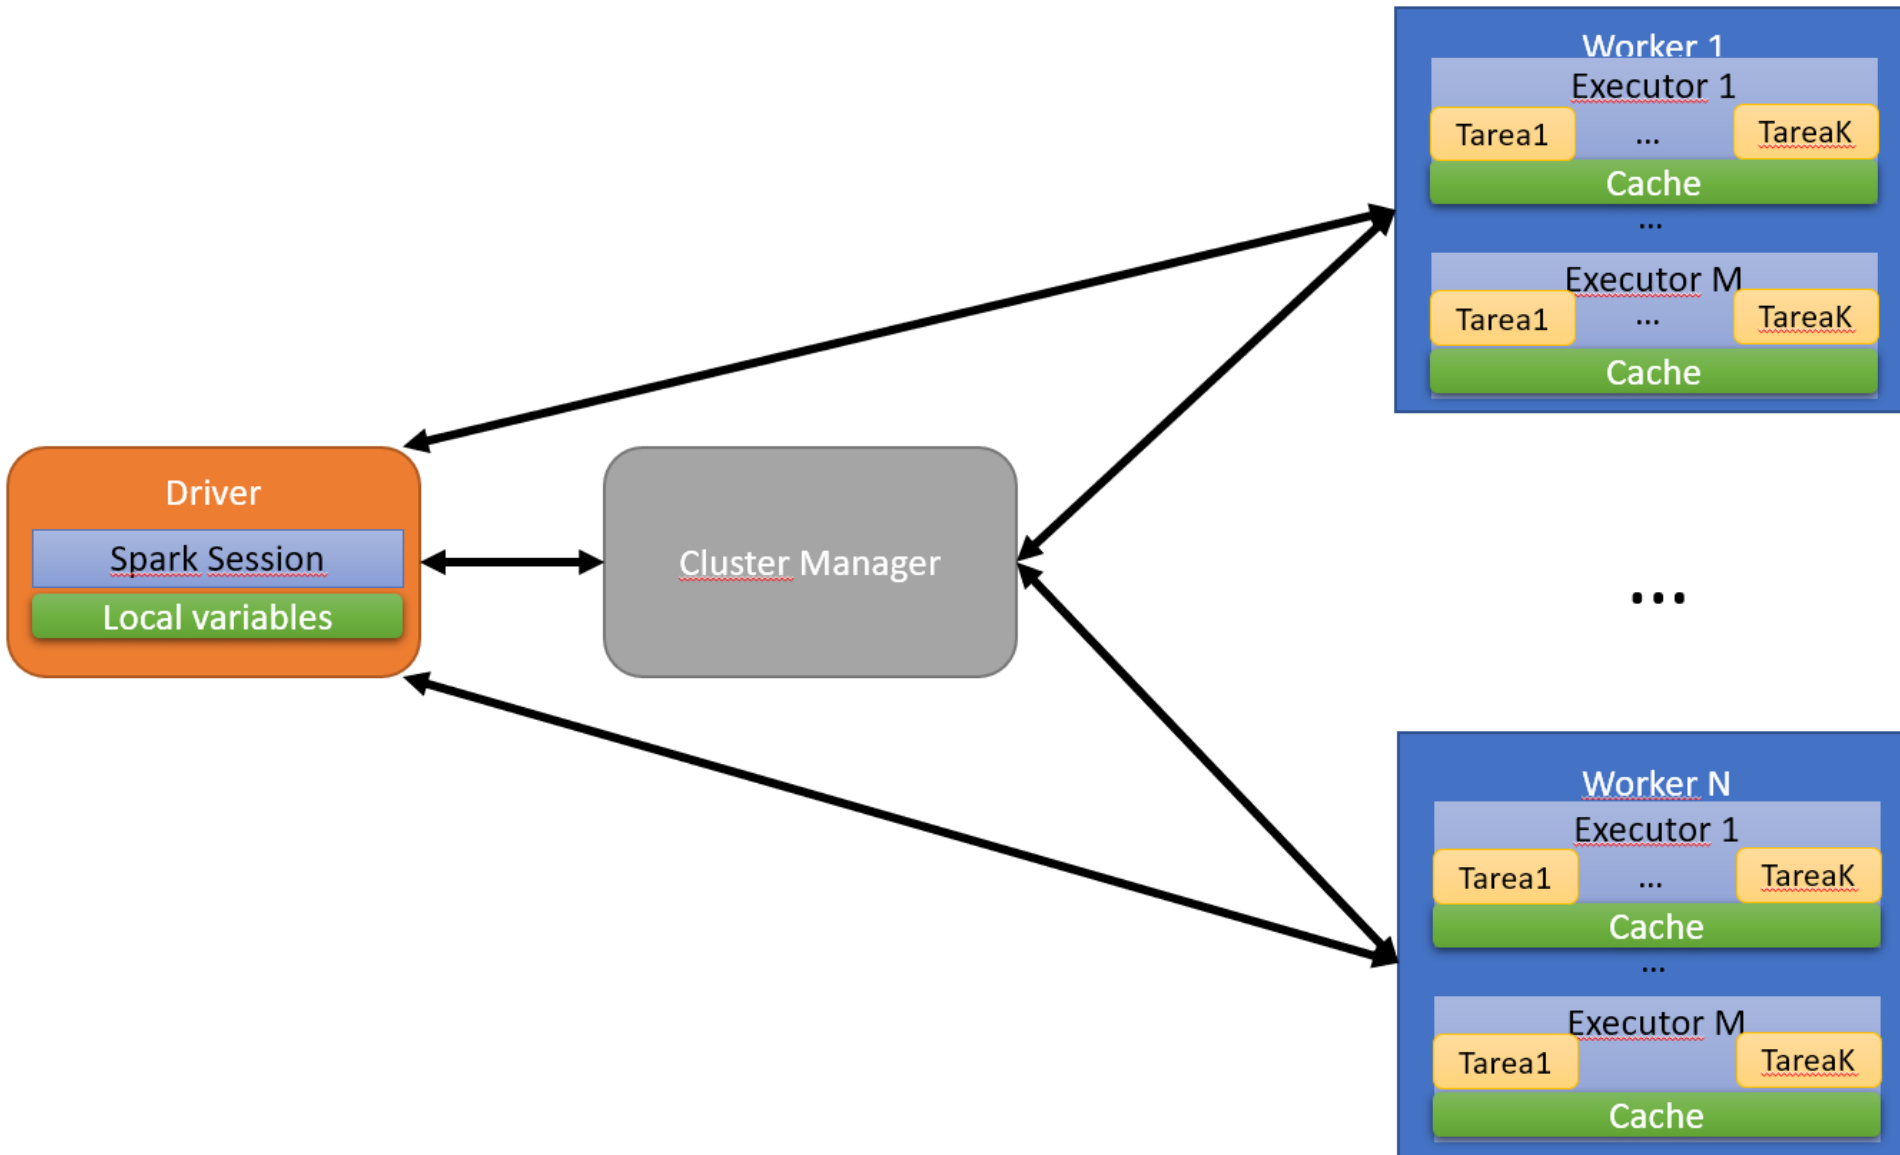 Driver
Spark Session
Local variables
Cluster Manager
Worker 1
Executor 1
Tarea1 ... TareaK
Cache
...
Executor M
Tarea1 ... TareaK
Cache
...
Worker N
Executor 1
Tarea1 ... TareaK
Cache
...
Executor M
Tarea1 TareaK
Cache